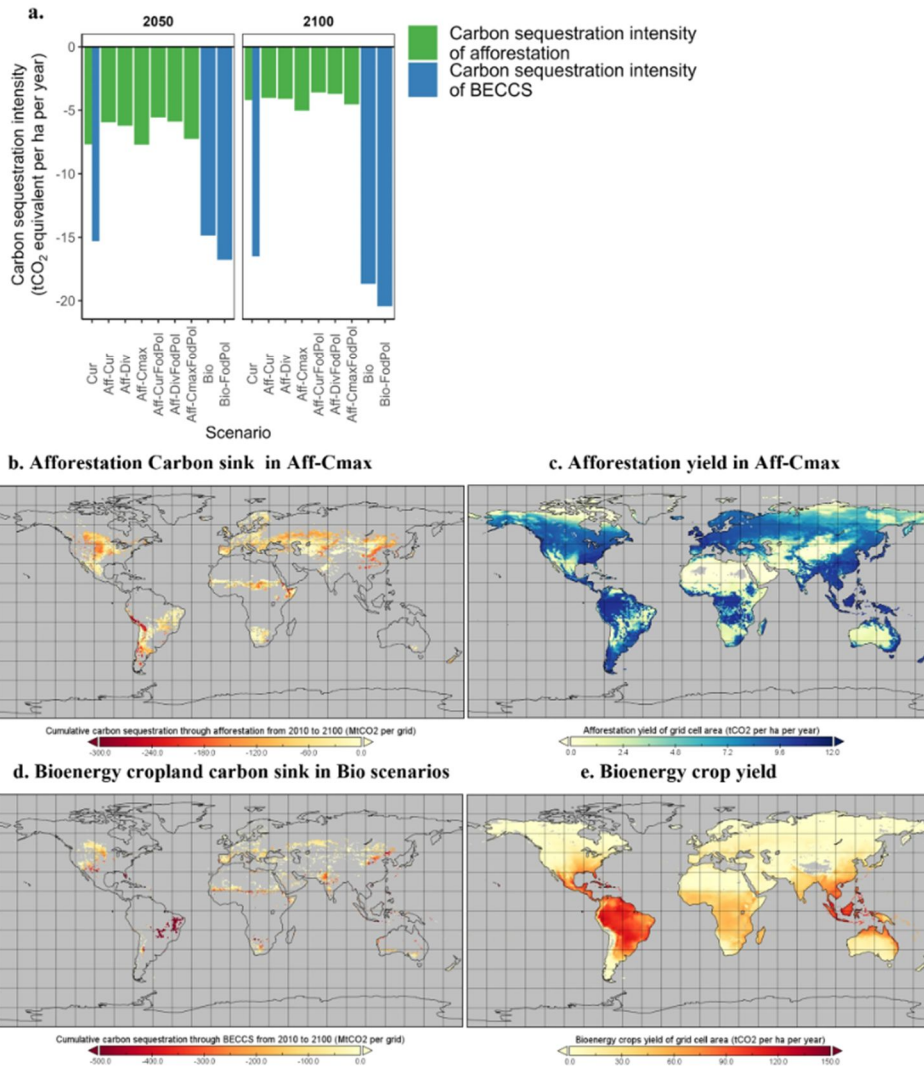 a.
2050
2100
Carbon sequestration intensity
of afforestation
Carbon sequestration intensity
of BECCS
Carbon sequestration intensity
(tCO₂ equivalent per ha per year)
0
-5
-10
-15
-20
Cur
Aff-Cur
Aff-Div
Aff-Cmax
Aff-CurFodPol
Aff-DivFodPol
Aff-CmaxFodPol
Bio
Bio-FodPol
Cur
Aff-Cur
Aff-Div
Aff-Cmax
Aff-CurFodPol
Aff-DivFodPol
Aff-CmaxFodPol
Bio
Bio-FodPol
Scenario
b. Afforestation Carbon sink in Aff-Cmax
c. Afforestation yield in Aff-Cmax
Cumulative carbon sequestration through afforestation from 2010 to 2100 (MtCO2 per grid)
-300.0 -240.0 -180.0 -120.0 -60.0 0.0
Afforestation yield of grid cell area (tCO2 per ha per year)
0.0 2.4 4.8 7.2 9.6 12.0
d. Bioenergy cropland carbon sink in Bio scenarios
e. Bioenergy crop yield
Cumulative carbon sequestration through BECCS from 2010 to 2100 (MtCO2 per grid)
-500.0 -400.0 -300.0 -200.0 -100.0 0.0
Bioenergy crops yield of grid cell area (tCO2 per ha per year)
0.0 30.0 60.0 90.0 120.0 150.0